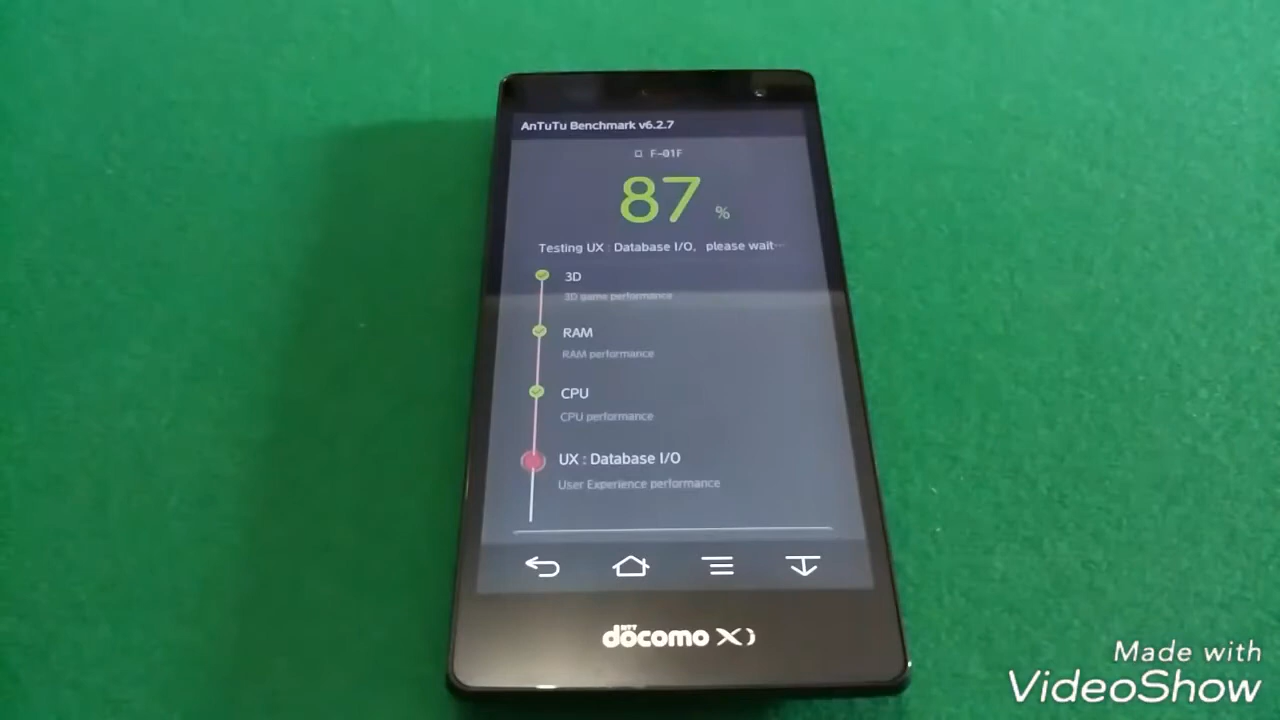 AnTuTu Benchmark v6.2.7
F-01F
87 %
Testing UX : Database I/O, please wait…
3D
3D game performance
RAM
RAM performance
CPU
CPU performance
UX : Database I/O
User Experience performance
NTT
docomo Xi
Made with
VideoShow